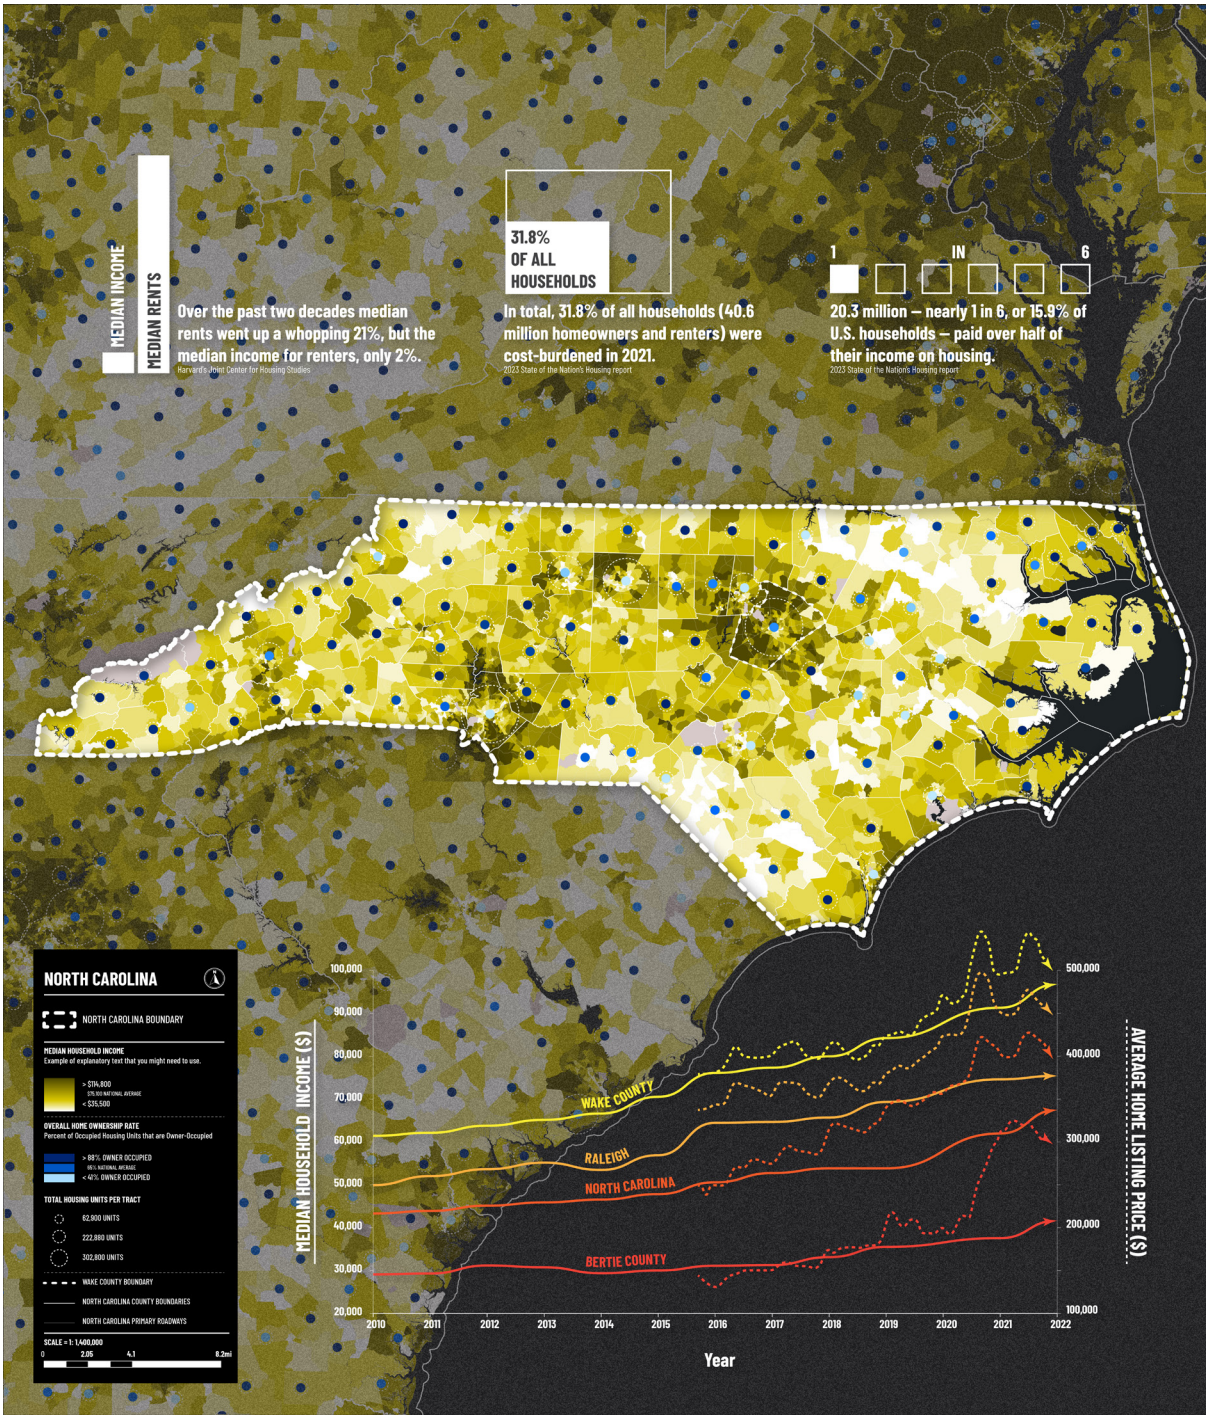 MEDIAN INCOME
MEDIAN RENTS
Over the past two decades median
rents went up a whopping 21%, but the
median income for renters, only 2%.
Harvard's Joint Center for Housing Studies
31.8%
OF ALL
HOUSEHOLDS
In total, 31.8% of all households (40.6
million homeowners and renters) were
cost-burdened in 2021.
2023 State of the Nation's Housing report
1 IN 6
20.3 million — nearly 1 in 6, or 15.9% of
U.S. households — paid over half of
their income on housing.
2023 State of the Nation's Housing report
NORTH CAROLINA
N
NORTH CAROLINA BOUNDARY
MEDIAN HOUSEHOLD INCOME
Example of explanatory text that you might need to use.
> $114,800
$75,100 NATIONAL AVERAGE
< $35,500
OVERALL HOME OWNERSHIP RATE
Percent of Occupied Housing Units that are Owner-Occupied
> 88% OWNER OCCUPIED
65% NATIONAL AVERAGE
< 41% OWNER OCCUPIED
TOTAL HOUSING UNITS PER TRACT
62,900 UNITS
222,880 UNITS
302,800 UNITS
WAKE COUNTY BOUNDARY
NORTH CAROLINA COUNTY BOUNDARIES
NORTH CAROLINA PRIMARY ROADWAYS
SCALE = 1: 1,400,000
0 2.05 4.1 8.2mi
MEDIAN HOUSEHOLD INCOME ($)
100,000
90,000
80,000
70,000
60,000
50,000
40,000
30,000
20,000
WAKE COUNTY
RALEIGH
NORTH CAROLINA
BERTIE COUNTY
500,000
400,000
300,000
200,000
100,000
AVERAGE HOME LISTING PRICE ($)
2010 2011 2012 2013 2014 2015 2016 2017 2018 2019 2020 2021 2022
Year